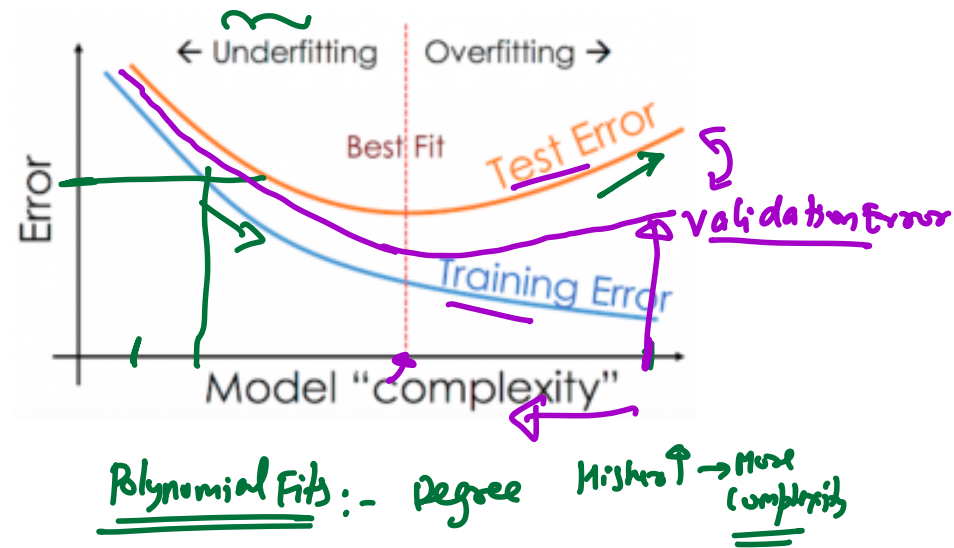 ← Underfitting Overfitting →
Best Fit
Test Error
Error
Validation Error
Training Error
Model “complexity”
Polynomial Fits:- Degree Higher ↑ → More
Complexity